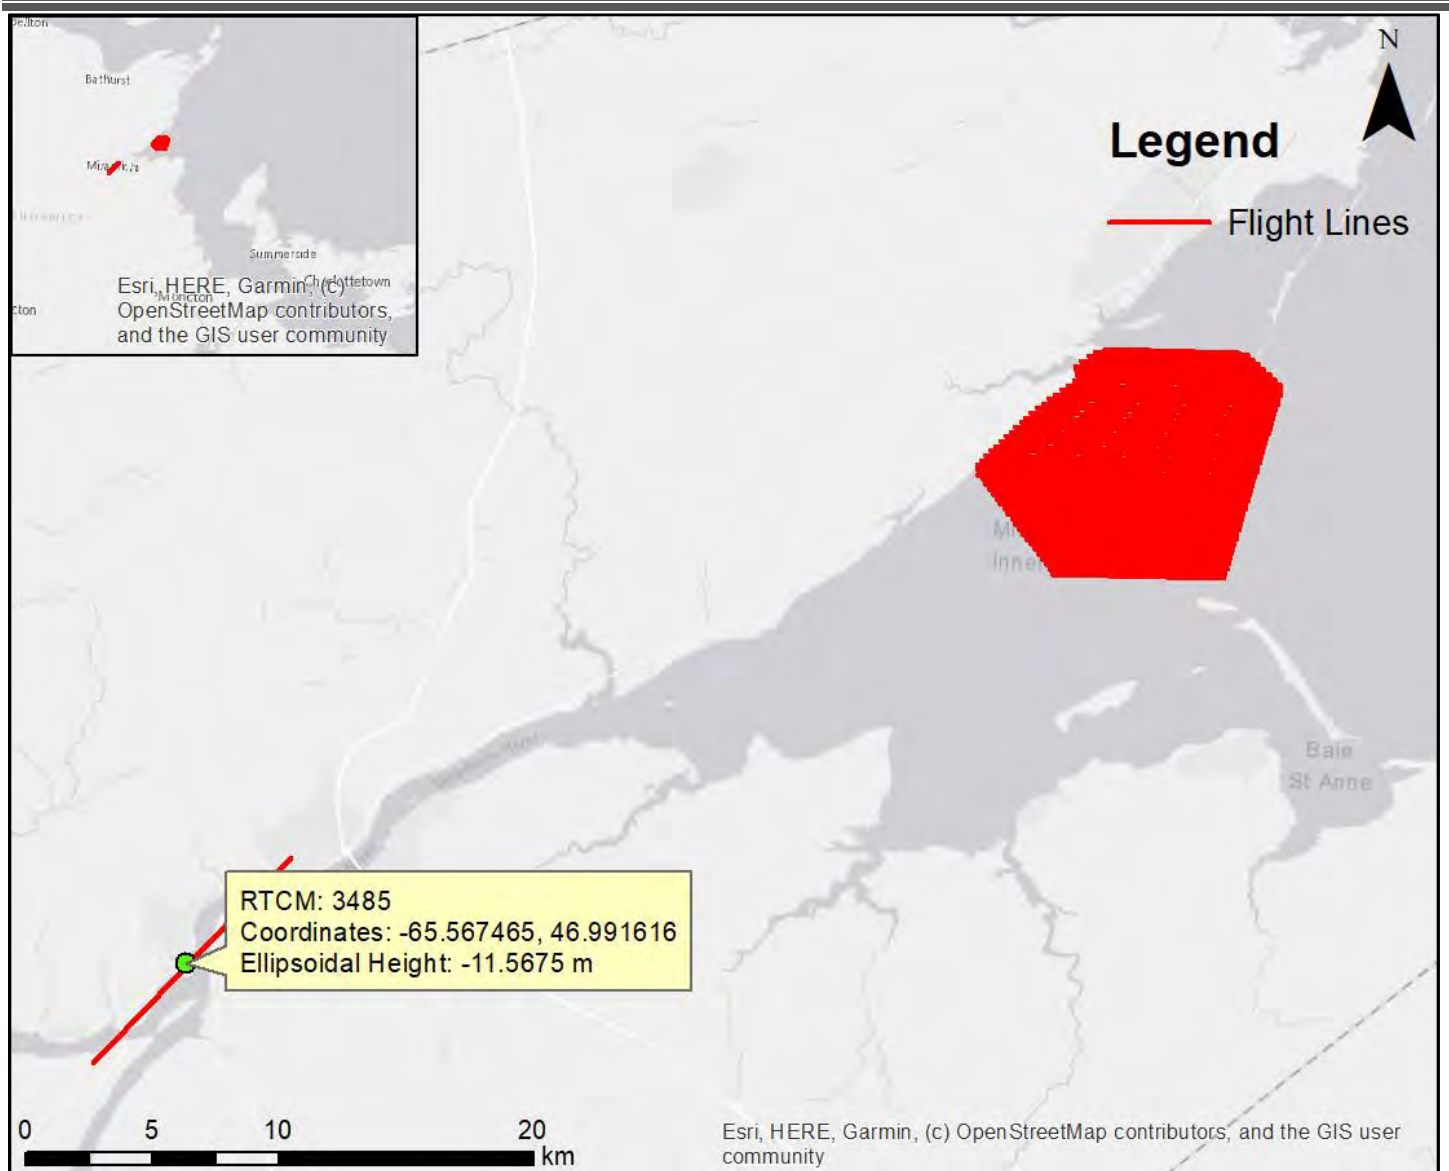 Bathurst
Summerside
Charlottetown
Moncton
Esri, HERE, Garmin, (c)
OpenStreetMap contributors,
and the GIS user community
N
Legend
Flight Lines
Baie
St Anne
RTCM: 3485
Coordinates: -65.567465, 46.991616
Ellipsoidal Height: -11.5675 m
0 5 10 20
km
Esri, HERE, Garmin, (c) OpenStreetMap contributors, and the GIS user
community